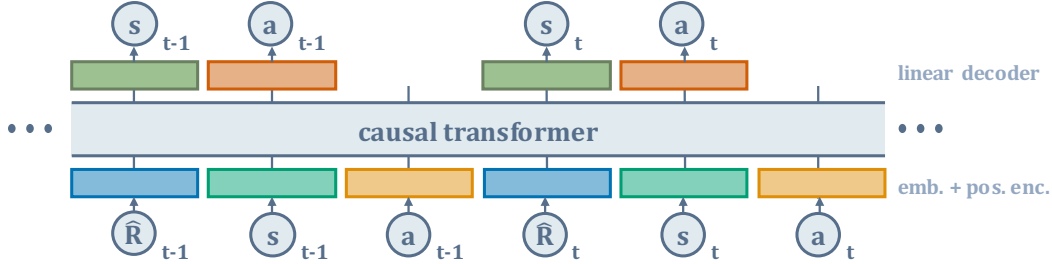 s t-1 a t-1 s t a t
linear decoder
••• causal transformer •••
emb. + pos. enc.
R̂ t-1 s t-1 a t-1 R̂ t s t a t